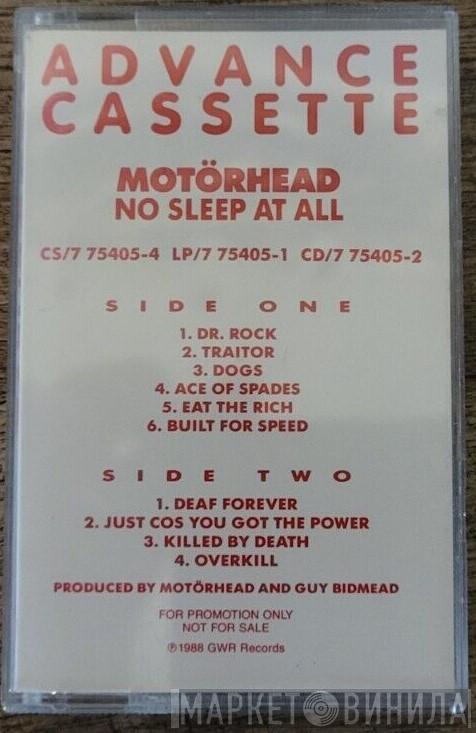 ADVANCE
CASSETTE
MOTÖRHEAD
NO SLEEP AT ALL
CS/7 75405-4 LP/7 75405-1 CD/7 75405-2
SIDE ONE
1. DR. ROCK
2. TRAITOR
3. DOGS
4. ACE OF SPADES
5. EAT THE RICH
6. BUILT FOR SPEED
SIDE TWO
1. DEAF FOREVER
2. JUST COS YOU GOT THE POWER
3. KILLED BY DEATH
4. OVERKILL
PRODUCED BY MOTÖRHEAD AND GUY BIDMEAD
FOR PROMOTION ONLY
NOT FOR SALE
℗1988 GWR Records
МАРКЕТ ВИНИЛА